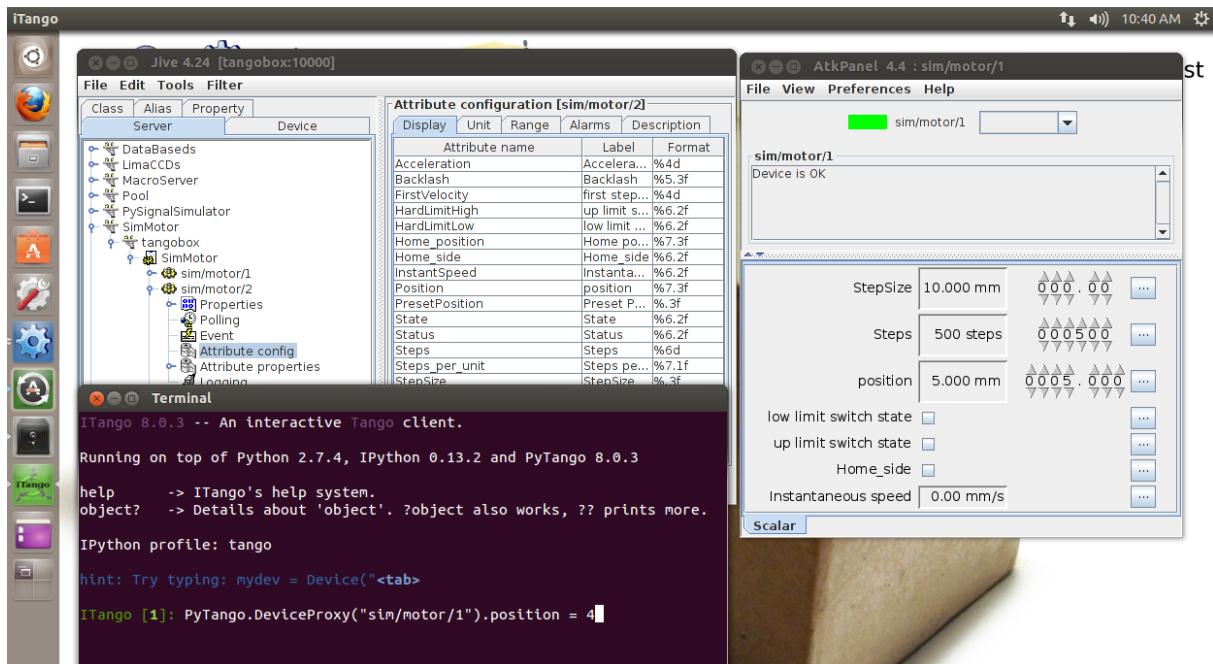 iTango
10:40 AM
st
Jive 4.24 [tangobox:10000]
File Edit Tools Filter
Class Alias Property
Server Device
DataBaseds
LimaCCDs
MacroServer
Pool
PySignalSimulator
SimMotor
tangobox
SimMotor
sim/motor/1
sim/motor/2
Properties
Polling
Event
Attribute config
Attribute properties
Logging
Attribute configuration [sim/motor/2]
Display Unit Range Alarms Description
Attribute name Label Format
Acceleration Accelera... %4d
Backlash Backlash %5.3f
FirstVelocity first step... %4d
HardLimitHigh up limit s... %6.2f
HardLimitLow low limit ... %6.2f
Home_position Home po... %7.3f
Home_side Home_side %6.2f
InstantSpeed Instanta... %6.2f
Position position %7.3f
PresetPosition Preset P... %.3f
State State %6.2f
Status Status %6.2f
Steps Steps %6d
Steps_per_unit Steps pe... %7.1f
StepSize StepSize %.3f
AtkPanel 4.4 : sim/motor/1
File View Preferences Help
sim/motor/1
sim/motor/1
Device is OK
StepSize 10.000 mm 000.00 ...
Steps 500 steps 000500 ...
position 5.000 mm 0005.000 ...
low limit switch state ...
up limit switch state ...
Home_side ...
Instantaneous speed 0.00 mm/s ...
Scalar
Terminal
ITango 8.0.3 -- An interactive Tango client.
Running on top of Python 2.7.4, IPython 0.13.2 and PyTango 8.0.3
help -> ITango's help system.
object? -> Details about 'object'. ?object also works, ?? prints more.
IPython profile: tango
hint: Try typing: mydev = Device("<tab>
ITango [1]: PyTango.DeviceProxy("sim/motor/1").position = 4
iTango